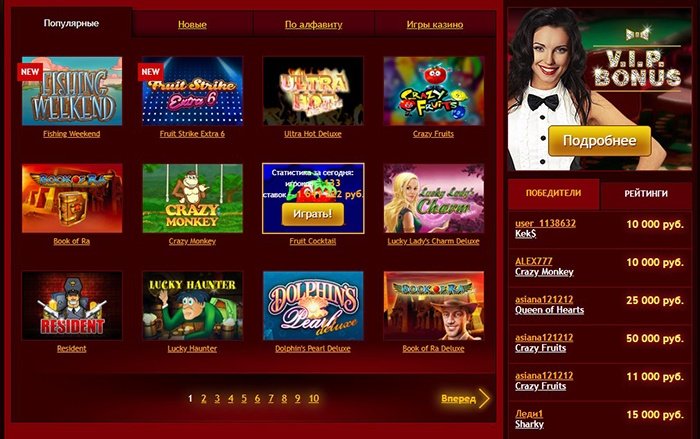 Популярные
Новые
По алфавиту
Игры казино
NEW
FISHING WEEKEND
Fishing Weekend
NEW
Fruit Strike Extra 6
Fruit Strike Extra 6
ULTRA HOT
Ultra Hot Deluxe
CRAZY FRUITS
Crazy Fruits
BOOK OF RA
Book of Ra
CRAZY MONKEY
Crazy Monkey
Статистика за сегодня:
ставок
руб.
Играть!
Fruit Cocktail
Lucky Lady's Charm
Lucky Lady's Charm Deluxe
RESIDENT
Resident
LUCKY HAUNTER
Lucky Haunter
DOLPHIN'S Pearl deluxe
Dolphin's Pearl Deluxe
BOOK OF RA
Book of Ra Deluxe
1 2 3 4 5 6 7 8 9 10
Вперед
V.I.P. BONUS
Подробнее
ПОБЕДИТЕЛИ
РЕЙТИНГИ
user_1138632 10 000 руб.
Kek$
ALEX777 10 000 руб.
Crazy Monkey
asiana121212 25 000 руб.
Queen of Hearts
asiana121212 50 000 руб.
Crazy Fruits
asiana121212 11 000 руб.
Crazy Fruits
Леди1 15 000 руб.
Sharky